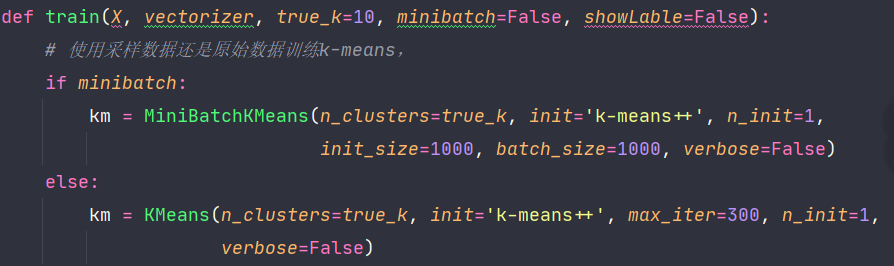 def train(X, vectorizer, true_k=10, minibatch=False, showLable=False):
    # 使用采样数据还是原始数据训练k-means，
    if minibatch:
        km = MiniBatchKMeans(n_clusters=true_k, init='k-means++', n_init=1,
                             init_size=1000, batch_size=1000, verbose=False)
    else:
        km = KMeans(n_clusters=true_k, init='k-means++', max_iter=300, n_init=1,
                    verbose=False)